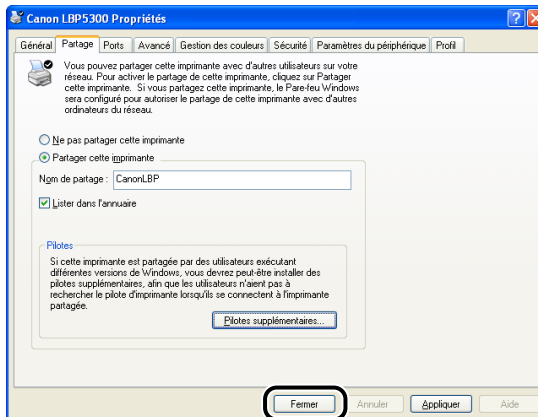 Canon LBP5300 Propriétés
Général Partage Ports Avancé Gestion des couleurs Sécurité Paramètres du périphérique Profil
Vous pouvez partager cette imprimante avec d'autres utilisateurs sur votre
réseau. Pour activer le partage de cette imprimante, cliquez sur Partager
cette imprimante. Si vous partagez cette imprimante, le Pare-feu Windows
sera configuré pour autoriser le partage de cette imprimante avec d'autres
ordinateurs du réseau.
Ne pas partager cette imprimante
Partager cette imprimante
Nom de partage : CanonLBP
Lister dans l'annuaire
Pilotes
Si cette imprimante est partagée par des utilisateurs exécutant
différentes versions de Windows, vous devrez peut-être installer des
pilotes supplémentaires, afin que les utilisateurs n'aient pas à
rechercher le pilote d'imprimante lorsqu'ils se connectent à l'imprimante
partagée.
Pilotes supplémentaires...
Fermer Annuler Appliquer Aide